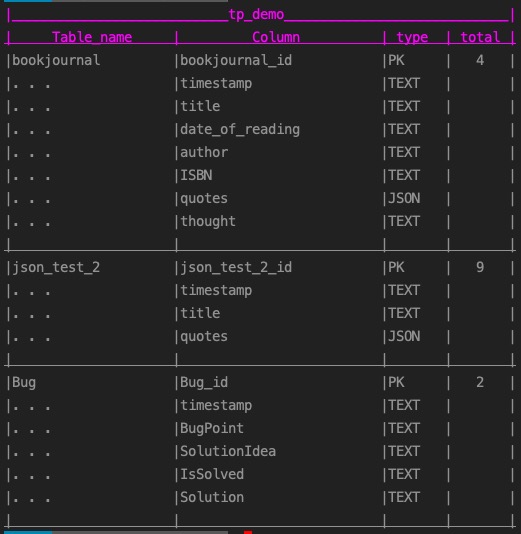 tp_demo
| Table_name | Column | type | total |
|bookjournal |bookjournal_id |PK | 4 |
|. . . |timestamp |TEXT | |
|. . . |title |TEXT | |
|. . . |date_of_reading |TEXT | |
|. . . |author |TEXT | |
|. . . |ISBN |TEXT | |
|. . . |quotes |JSON | |
|. . . |thought |TEXT | |
|json_test_2 |json_test_2_id |PK | 9 |
|. . . |timestamp |TEXT | |
|. . . |title |TEXT | |
|. . . |quotes |JSON | |
|Bug |Bug_id |PK | 2 |
|. . . |timestamp |TEXT | |
|. . . |BugPoint |TEXT | |
|. . . |SolutionIdea |TEXT | |
|. . . |IsSolved |TEXT | |
|. . . |Solution |TEXT | |